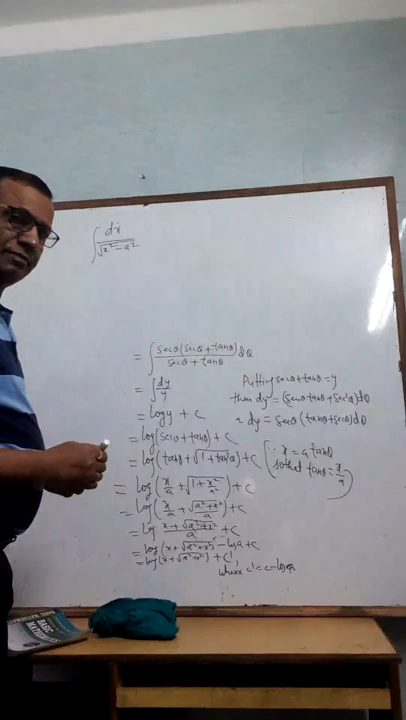 ∫ dx / √(x² − a²)
= ∫ secθ(secθ + tanθ) / (secθ + tanθ) dθ
Putting secθ + tanθ = y
= ∫ dy/y
then dy = (secθ tanθ + sec²θ) dθ
= log y + C
dy = secθ (tanθ + secθ) dθ
= log(secθ + tanθ) + C
= log(tanθ + √(1 + tan²θ)) + C
(∵ x = a tanθ
so that tanθ = x/a)
= log(x/a + √(1 + x²/a²)) + C
= log(x/a + √(a² + x²)/a) + C
= log (x + √(a² + x²))/a + C
= log(x + √(a² + x²)) − log a + C
= log(x + √(a² + x²)) + C'
where C' = C − log a
BASIC